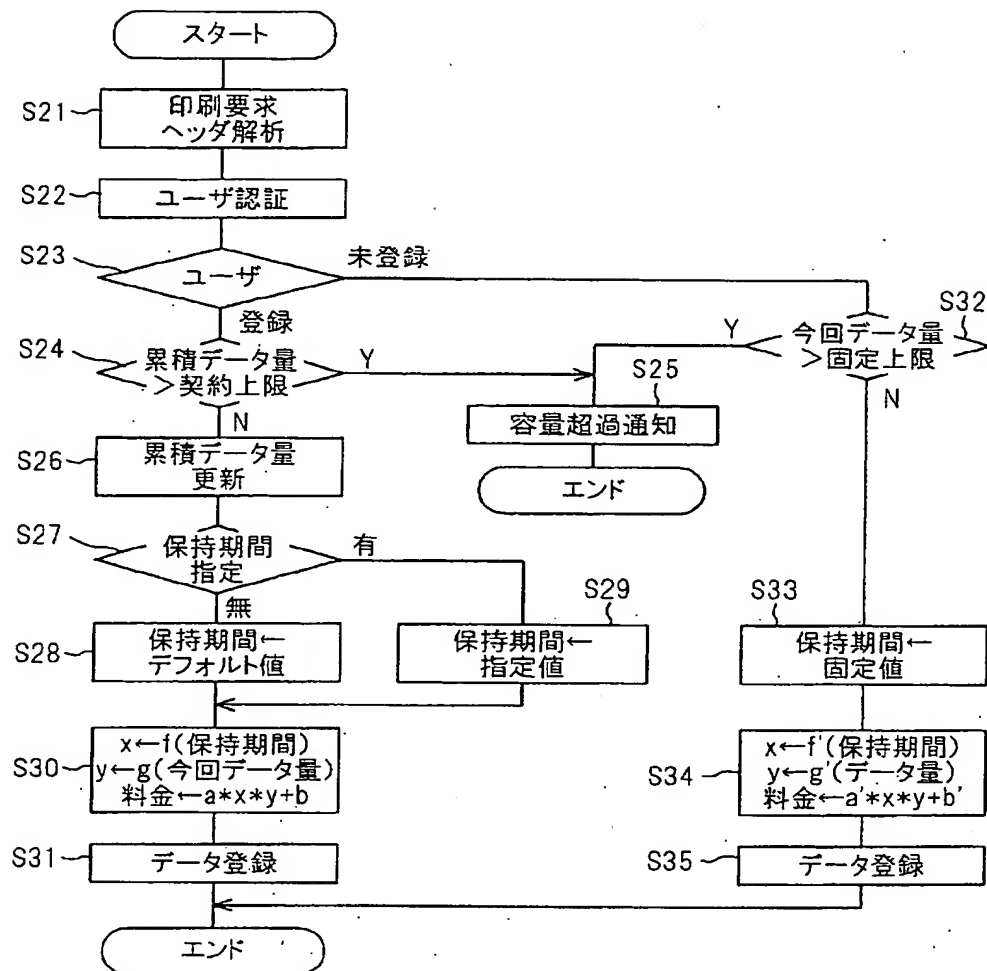 スタート
S21
印刷要求
ヘッダ解析
S22
ユーザ認証
S23
ユーザ
未登録
登録
S24
累積データ量
>契約上限
Y
N
S32
今回データ量
>固定上限
Y
N
S25
容量超過通知
エンド
S26
累積データ量
更新
S27
保持期間
指定
有
無
S28
保持期間←
デフォルト値
S29
保持期間←
指定値
S33
保持期間←
固定値
S30
x←f(保持期間)
y←g(今回データ量)
料金←a*x*y+b
S34
x←f'(保持期間)
y←g'(データ量)
料金←a'*x*y+b'
S31
データ登録
S35
データ登録
エンド